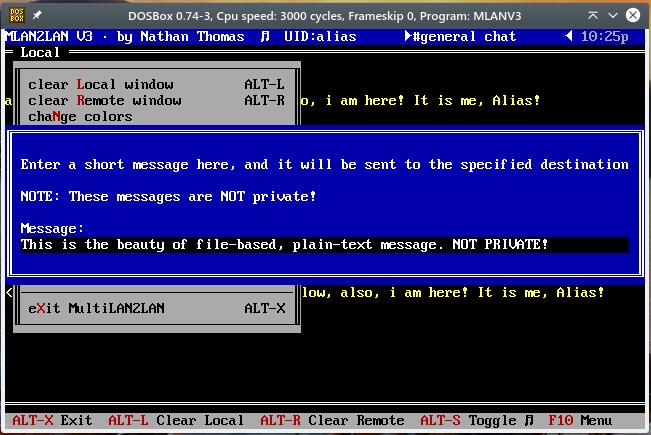 DOSBox 0.74-3, Cpu speed: 3000 cycles, Frameskip 0, Program: MLANV3
MLAN2LAN V3 · by Nathan Thomas ♫ UID:alias ►#general chat ◄ 10:25p
Local
clear Local window ALT-L
a o, i am here! It is me, Alias!
clear Remote window ALT-R
chaNge colors
Enter a short message here, and it will be sent to the specified destination
NOTE: These messages are NOT private!
Message:
This is the beauty of file-based, plain-text message. NOT PRIVATE!
< low, also, i am here! It is me, Alias!
eXit MultiLAN2LAN ALT-X
ALT-X Exit ALT-L Clear Local ALT-R Clear Remote ALT-S Toggle ♫ F10 Menu